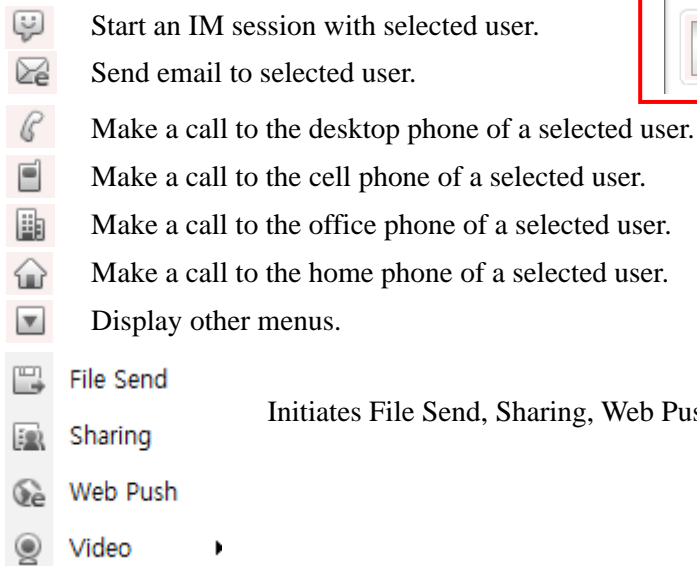 Start an IM session with selected user.
Send email to selected user.
Make a call to the desktop phone of a selected user.
Make a call to the cell phone of a selected user.
Make a call to the office phone of a selected user.
Make a call to the home phone of a selected user.
Display other menus.
File Send
Initiates File Send, Sharing, Web
Sharing
Web Push
Video